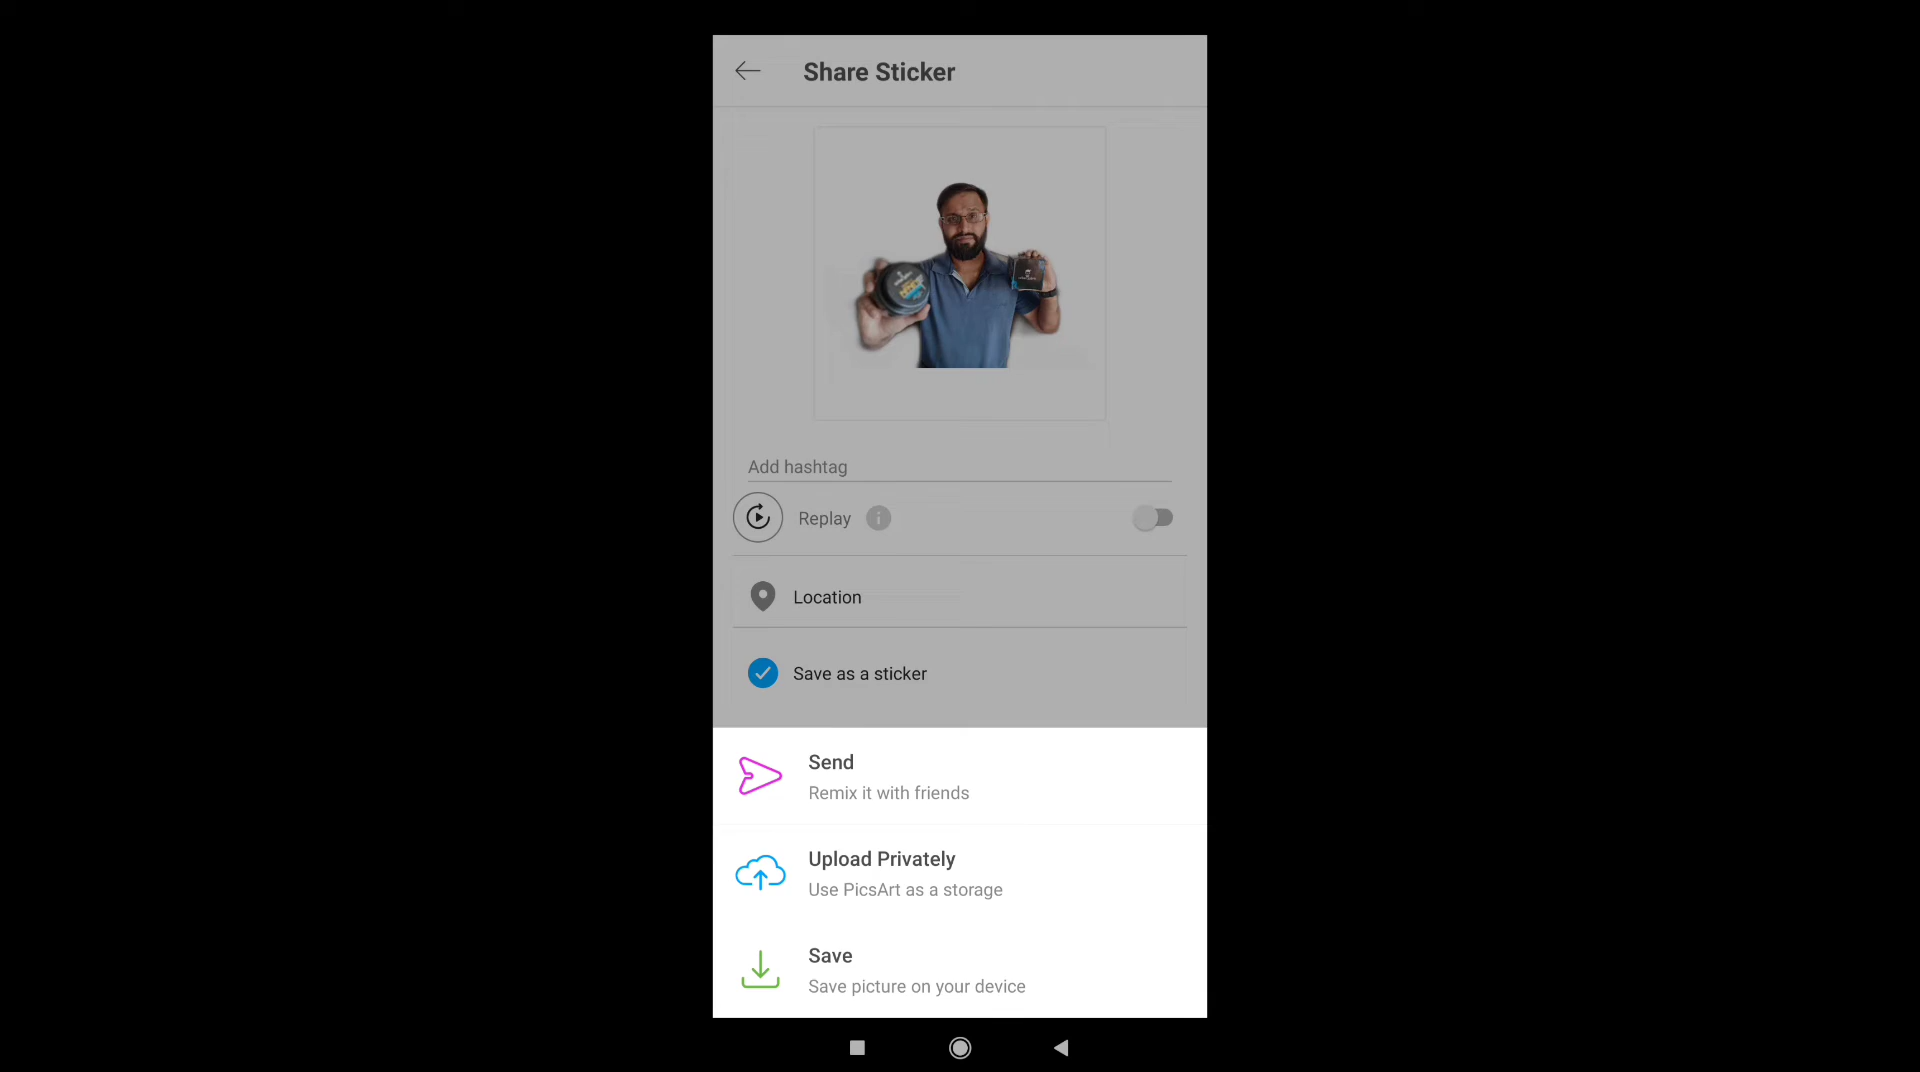 Share Sticker
Add hashtag
Replay
Location
Save as a sticker
Send
Remix it with friends
Upload Privately
Use PicsArt as a storage
Save
Save picture on your device